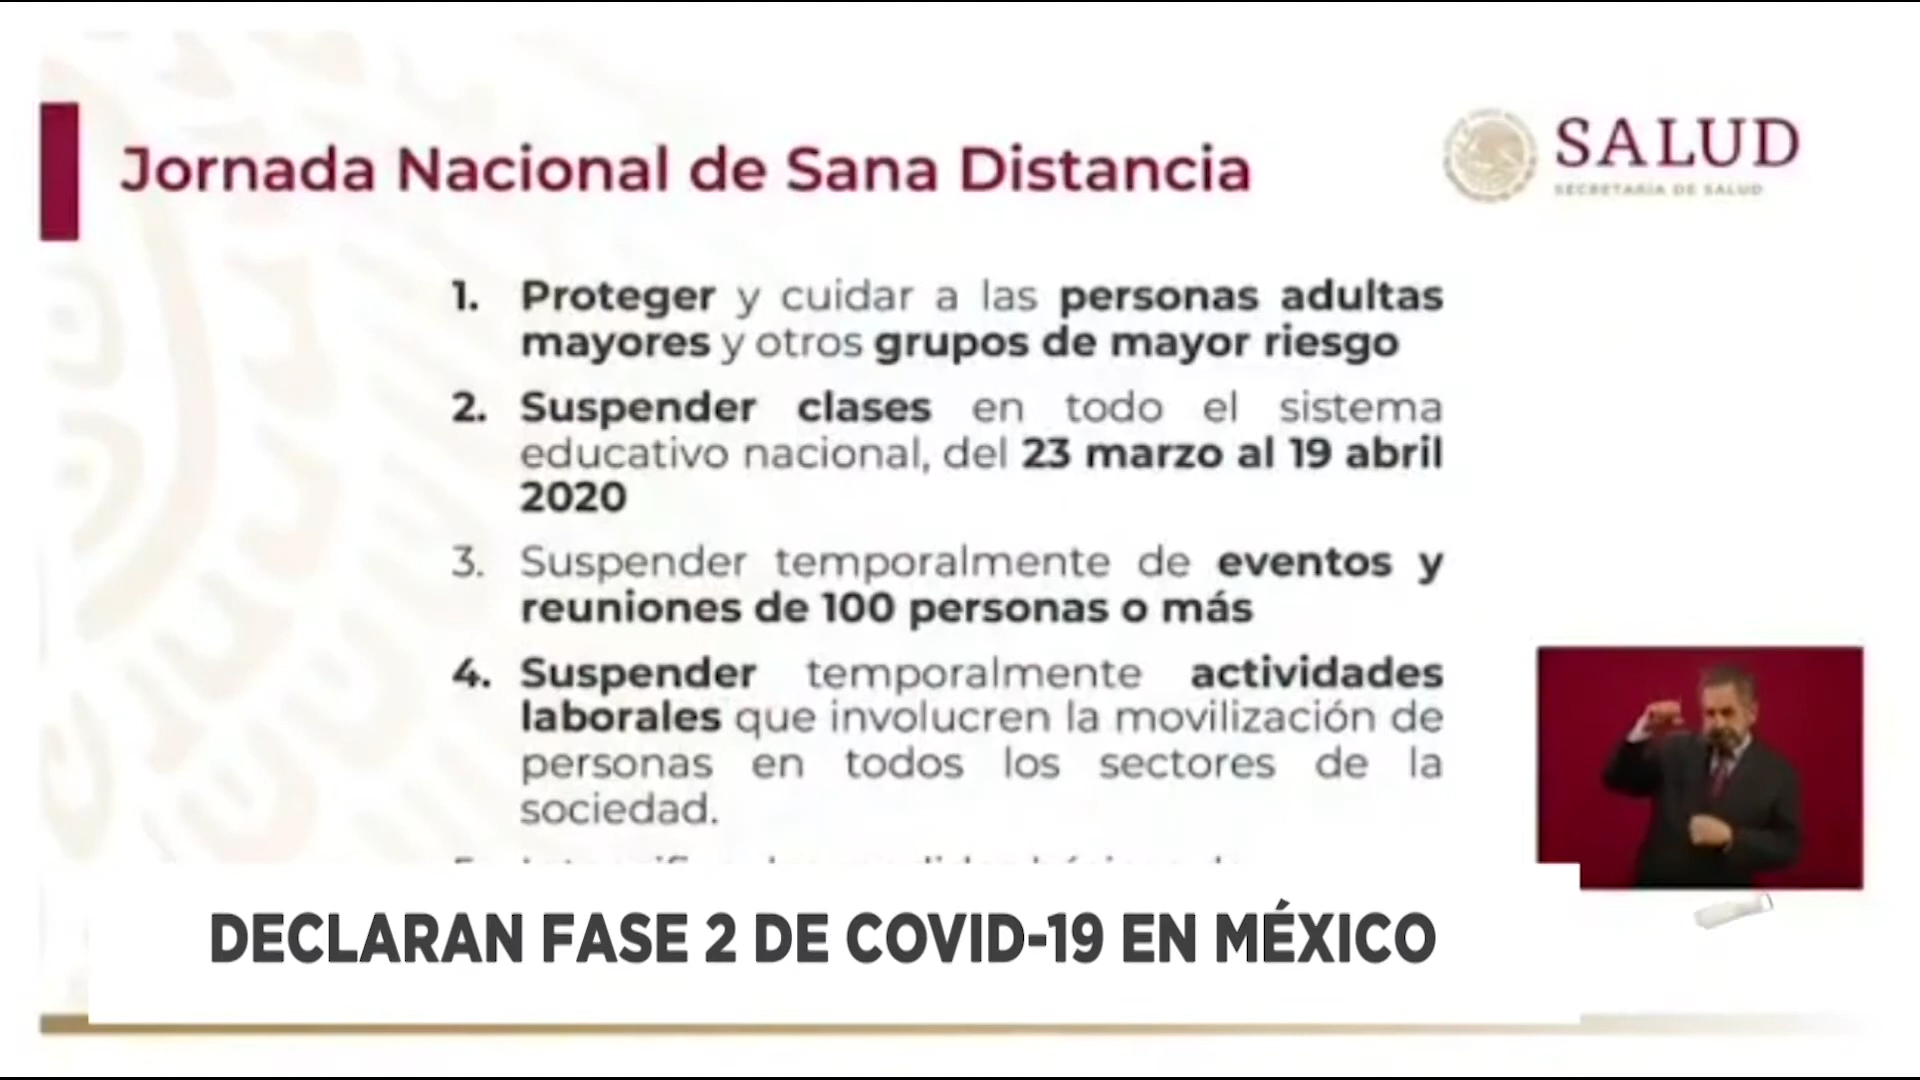 Jornada Nacional de Sana Distancia
SALUD
SECRETARÍA DE SALUD
1. Proteger y cuidar a las personas adultas
mayores y otros grupos de mayor riesgo
2. Suspender clases en todo el sistema
educativo nacional, del 23 marzo al 19 abril
2020
3. Suspender temporalmente de eventos y
reuniones de 100 personas o más
4. Suspender temporalmente actividades
laborales que involucren la movilización de
personas en todos los sectores de la
sociedad.
DECLARAN FASE 2 DE COVID-19 EN MÉXICO